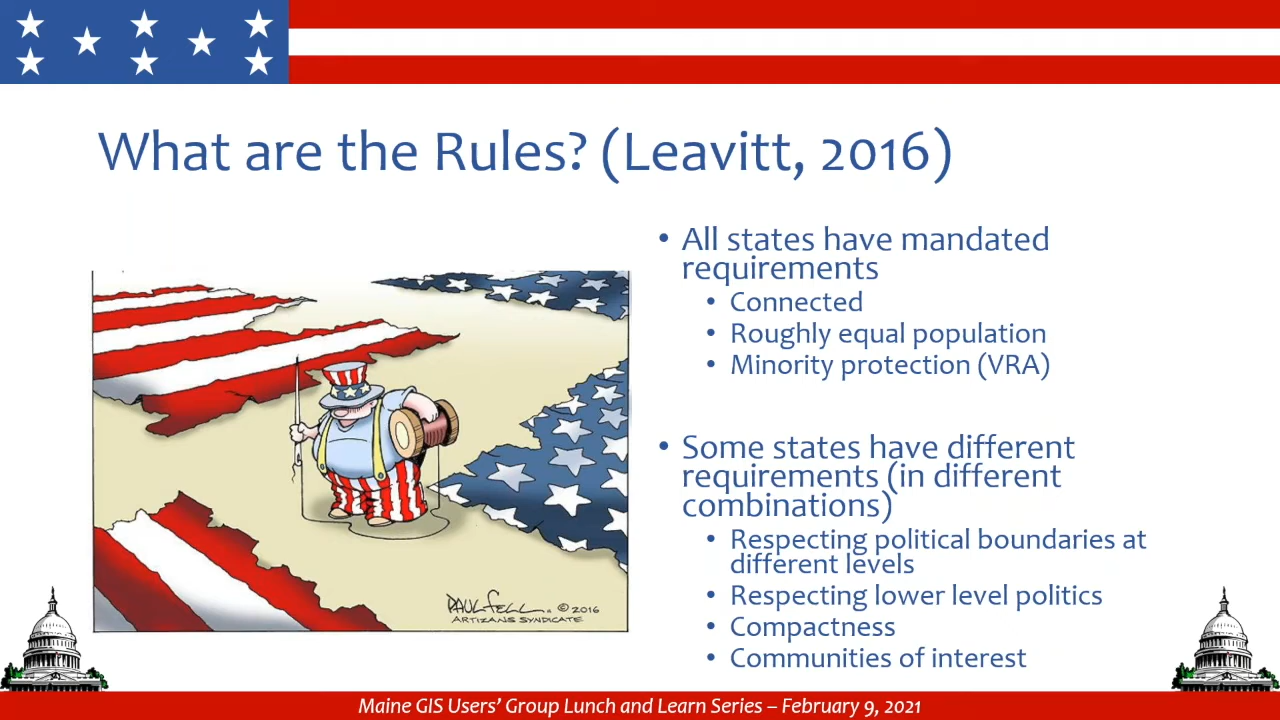 What are the Rules? (Leavitt, 2016)
• All states have mandated
requirements
• Connected
• Roughly equal population
• Minority protection (VRA)
• Some states have different
requirements (in different
combinations)
• Respecting political boundaries at
different levels
• Respecting lower level politics
• Compactness
• Communities of interest
PAUL FELL © 2016
ARTIZANS SYNDICATE
Maine GIS Users’ Group Lunch and Learn Series – February 9, 2021